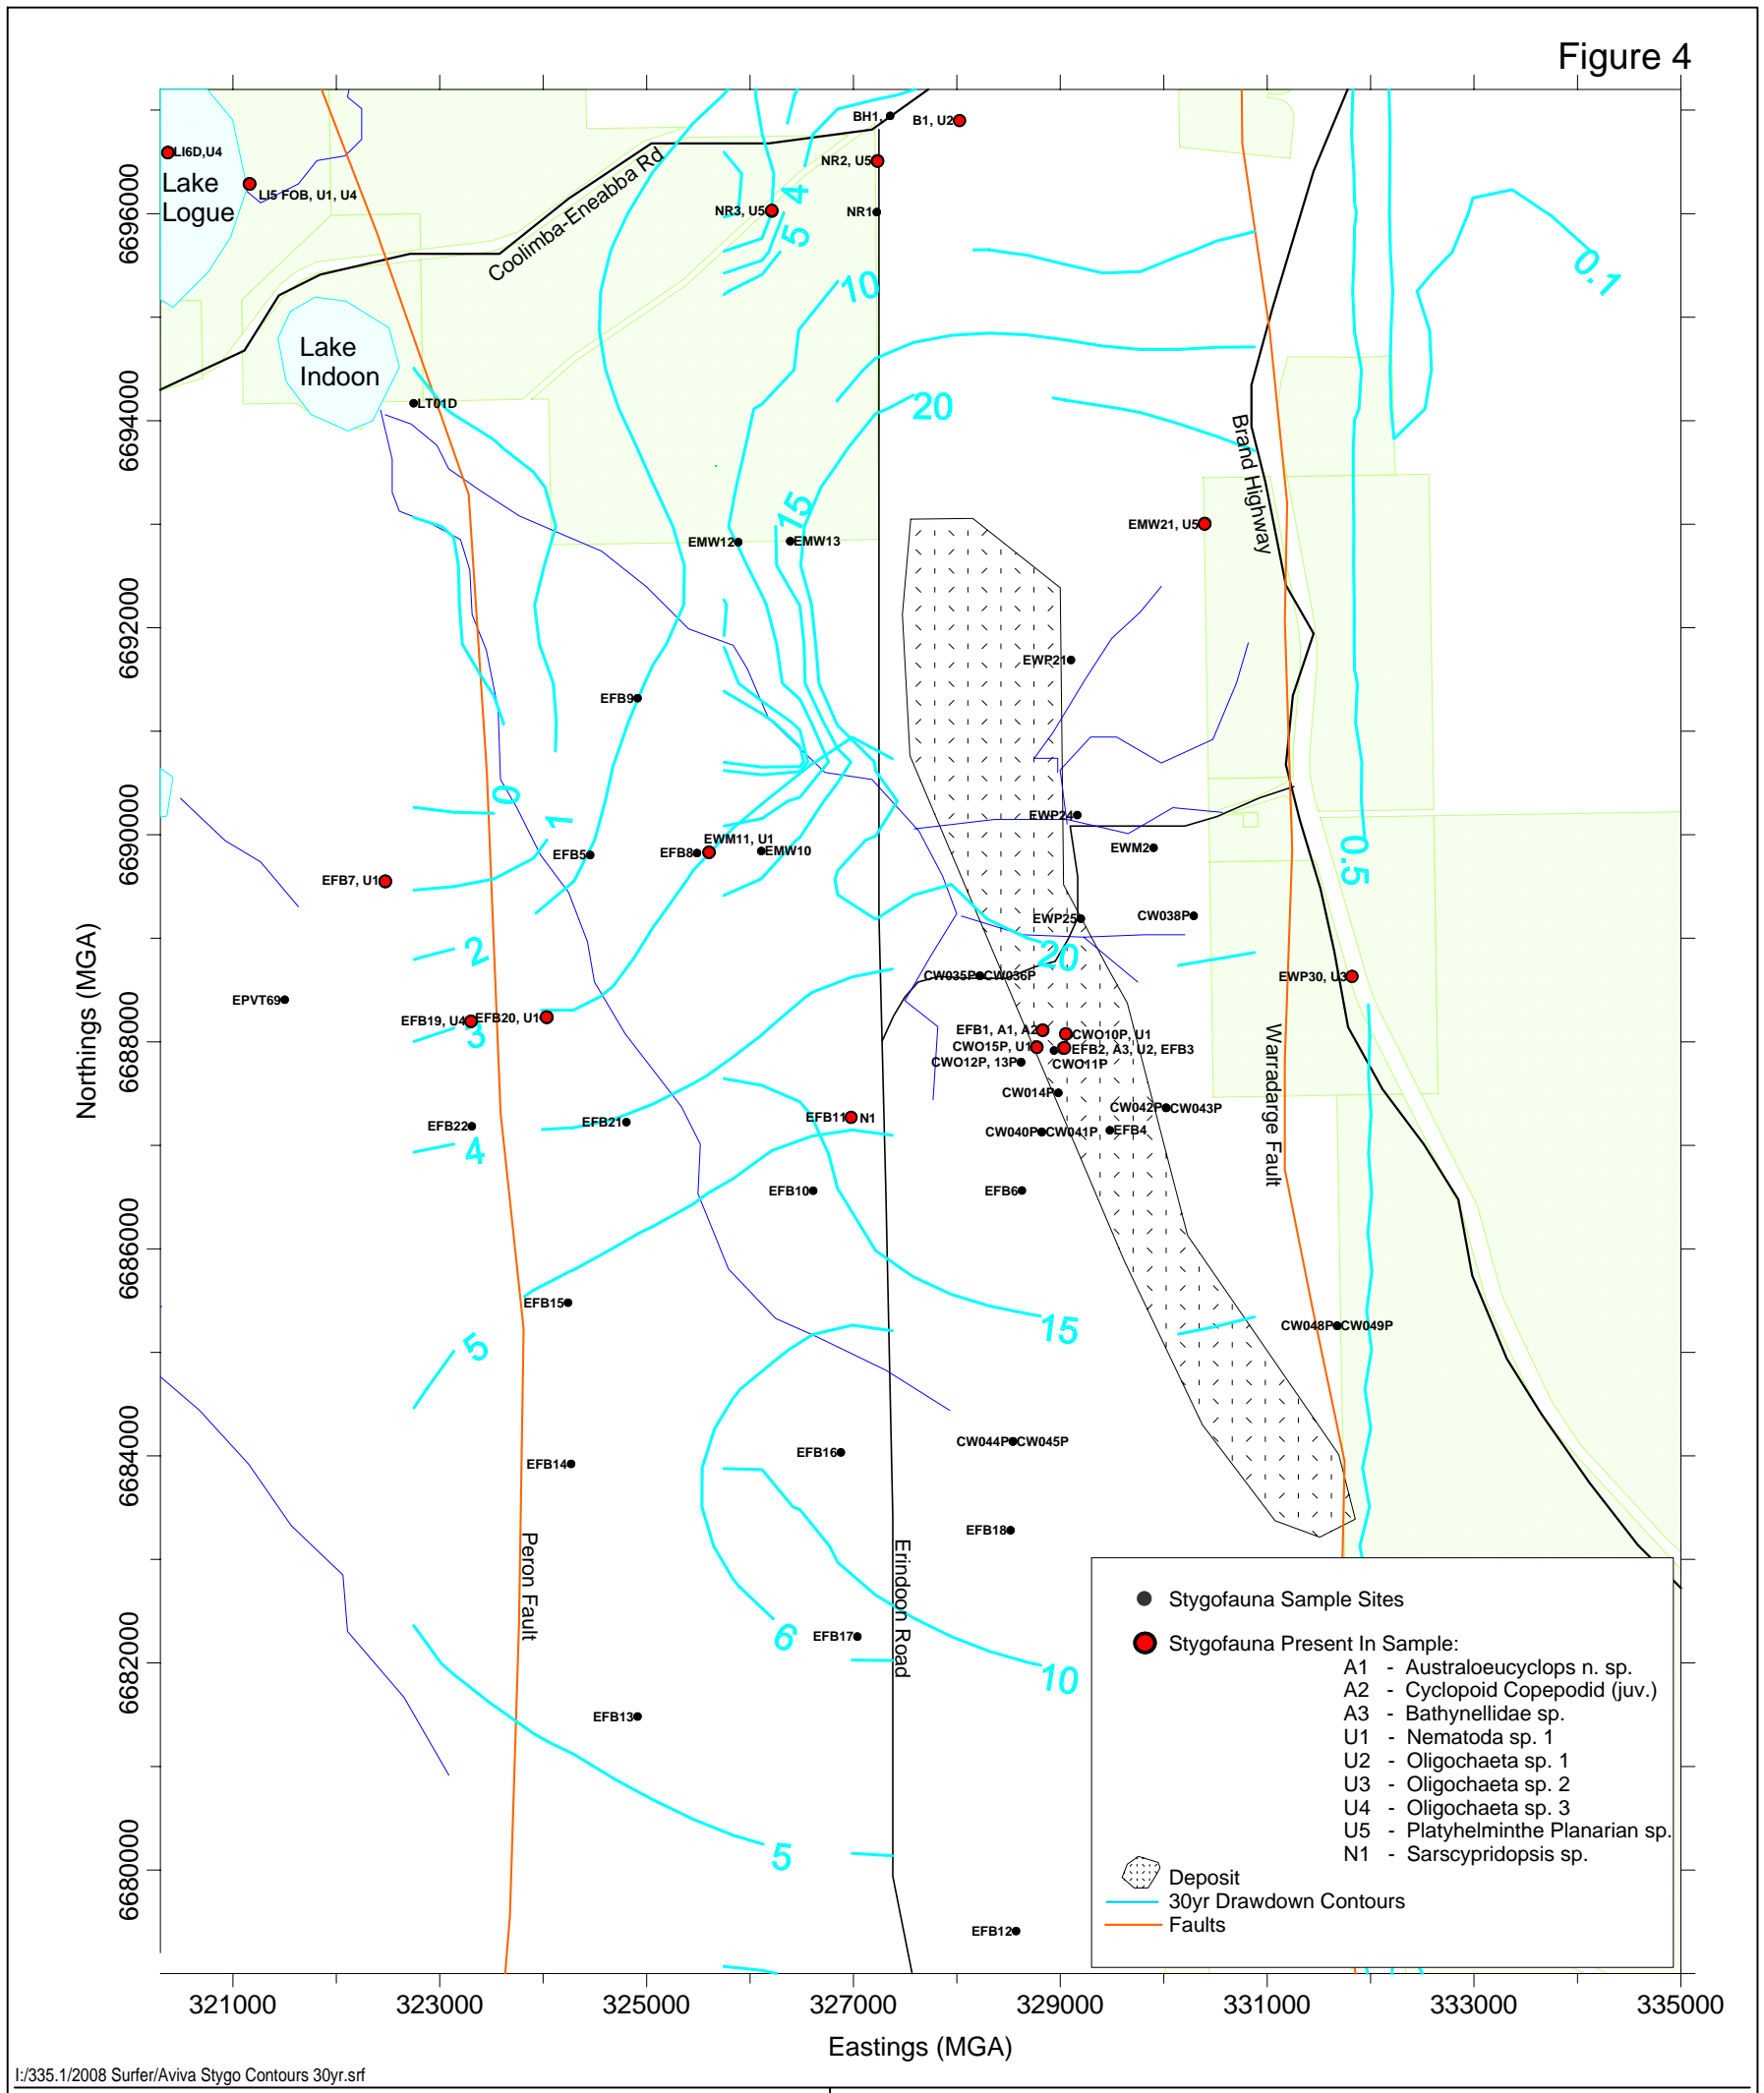 Figure 4
BH1,
B1, U2
LI6D,U4
NR2, U5
Lake
Logue
LI5 FOB, U1, U4
Coolimba-Eneabba Rd
4
NR3, U5
NR1
5
0.1
10
Lake
Indoon
LT01D
20
Brand Highway
15
EMW21, U5
EMW12
EMW13
EWP21
EFB9
0
1
EWP24
EWM11, U1
EFB8
EMW10
EFB5
EWM2
0.5
EFB7, U1
EWP25
CW038P
2
20
CW035P
CW036P
EWP30, U3
EPVT69
EFB19, U4
EFB20, U1
3
EFB1, A1, A2
CWO10P, U1
CWO15P, U1
EFB2, A3, U2, EFB3
CWO12P, 13P
CWO11P
Warradarge Fault
CW014P
CW042P
CW043P
EFB11
N1
EFB21
EFB22
CW040P
CW041P
EFB4
4
EFB10
EFB6
EFB15
15
CW048P
CW049P
5
EFB16
CW044P
CW045P
EFB14
EFB18
Peron Fault
Erindoon Road
6
EFB17
10
EFB13
5
EFB12
Stygofauna Sample Sites
Stygofauna Present In Sample:
A1 - Australoeucyclops n. sp.
A2 - Cyclopoid Copepodid (juv.)
A3 - Bathynellidae sp.
U1 - Nematoda sp. 1
U2 - Oligochaeta sp. 1
U3 - Oligochaeta sp. 2
U4 - Oligochaeta sp. 3
U5 - Platyhelminthe Planarian sp.
N1 - Sarscypridopsis sp.
Deposit
30yr Drawdown Contours
Faults
6696000
6694000
6692000
6690000
6688000
6686000
6684000
6682000
6680000
Northings (MGA)
321000 323000 325000 327000 329000 331000 333000 335000
Eastings (MGA)
I:/335.1/2008 Surfer/Aviva Stygo Contours 30yr.srf